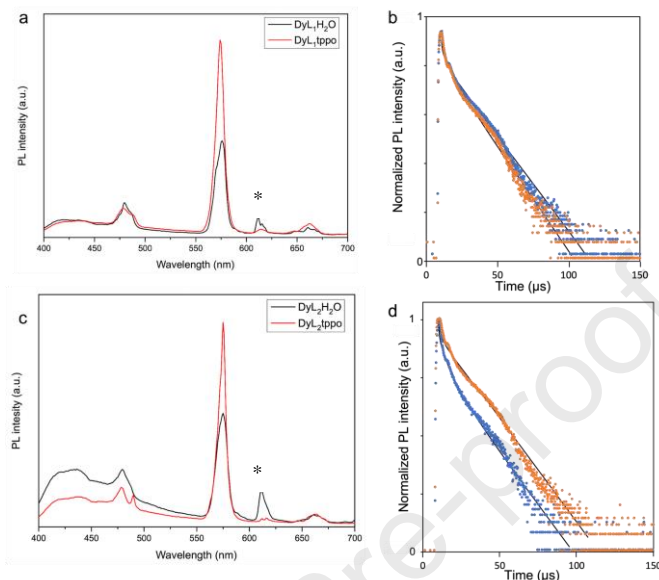 a
DyL₁H₂O
DyL₁tppo
PL intensity (a.u.)
*
400 450 500 550 600 650 700
Wavelength (nm)
b
Normalized PL intensity (a.u.)
1
0
0 50 100 150
Time (µs)
c
DyL₂H₂O
DyL₂tppo
PL intesity (a.u.)
*
400 450 500 550 600 650 700
Wavelength (nm)
d
Normalized PL intensity (a.u.)
1
0
0 50 100 150
Time (µs)
re-proof